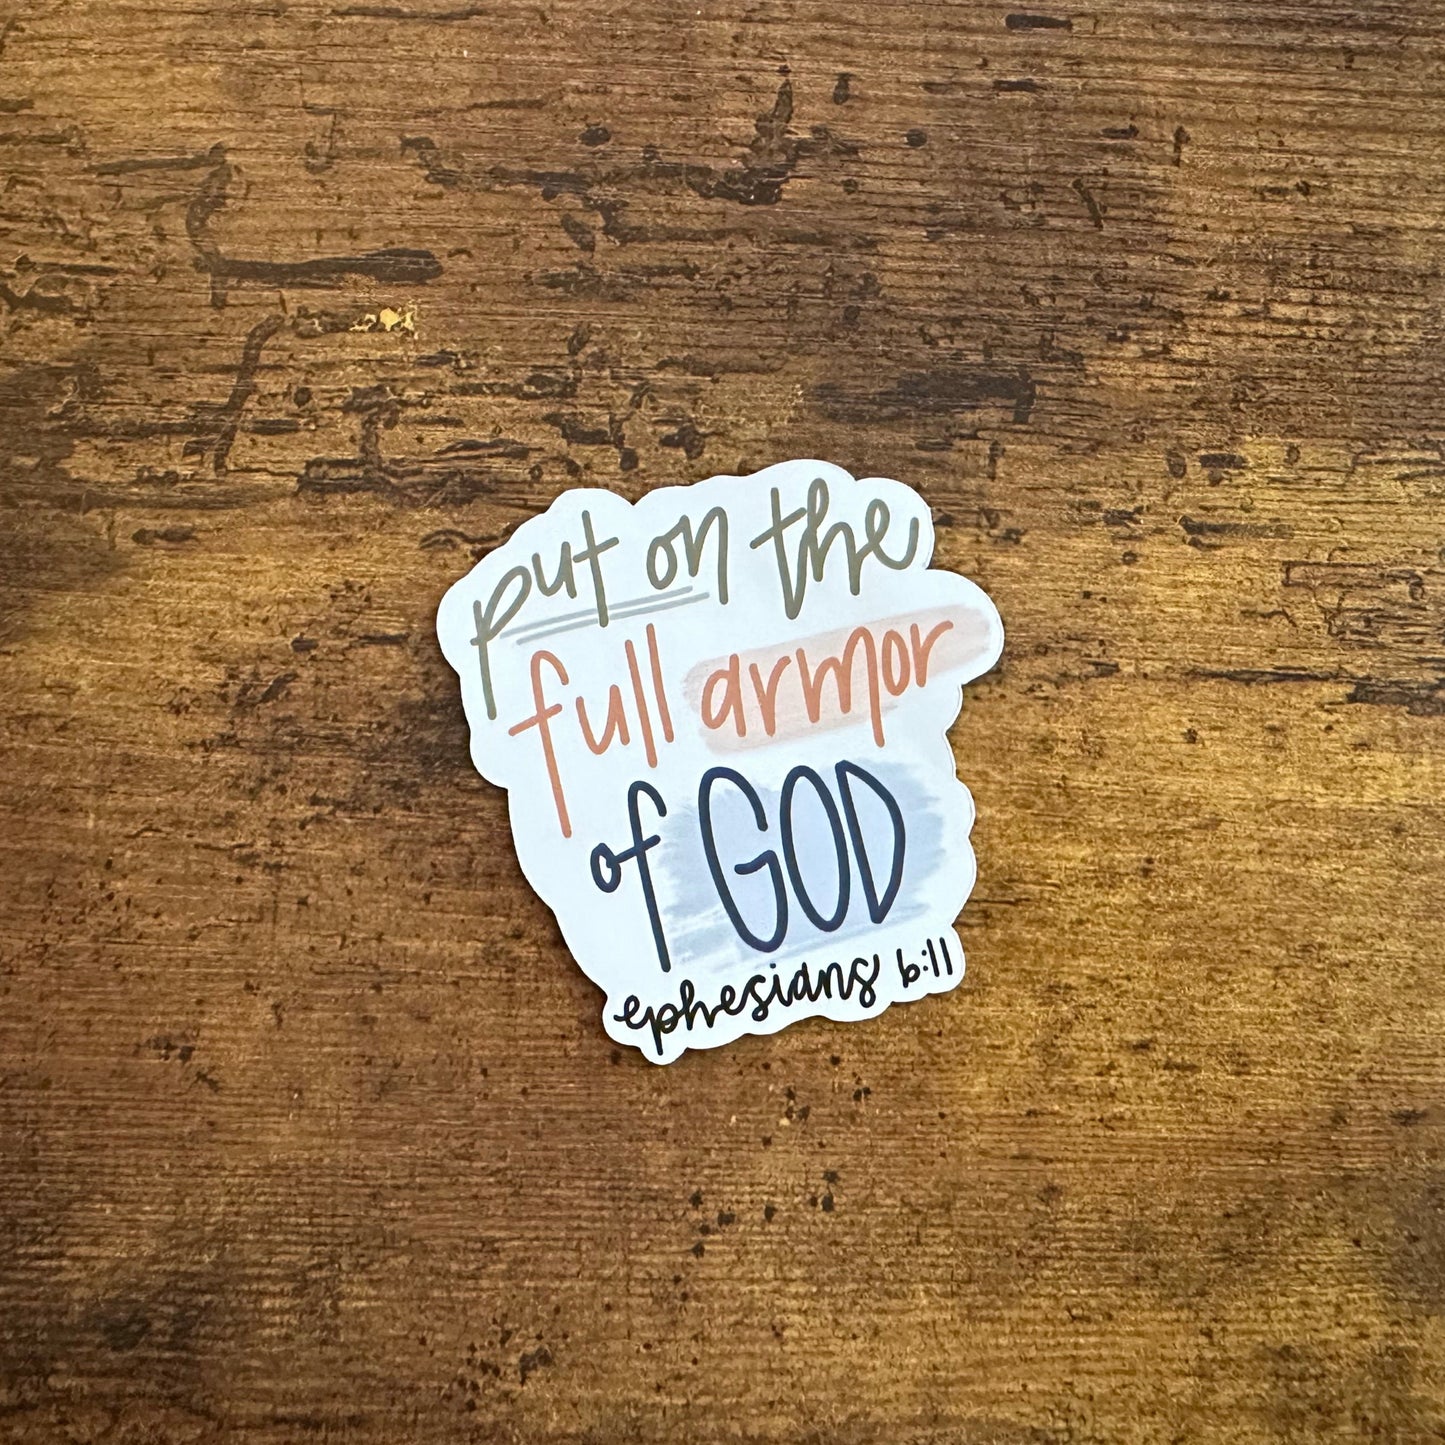 put on the
full armor
of GOD
ephesians 6:11